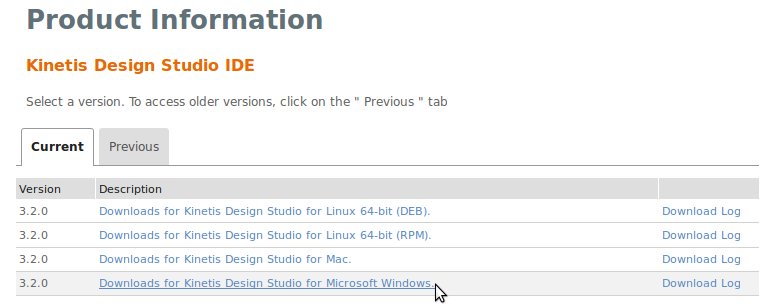 Product Information
Kinetis Design Studio IDE
Select a version. To access older versions, click on the " Previous " tab
Current Previous
Version Description
3.2.0 Downloads for Kinetis Design Studio for Linux 64-bit (DEB). Download Log
3.2.0 Downloads for Kinetis Design Studio for Linux 64-bit (RPM). Download Log
3.2.0 Downloads for Kinetis Design Studio for Mac. Download Log
3.2.0 Downloads for Kinetis Design Studio for Microsoft Windows. Download Log